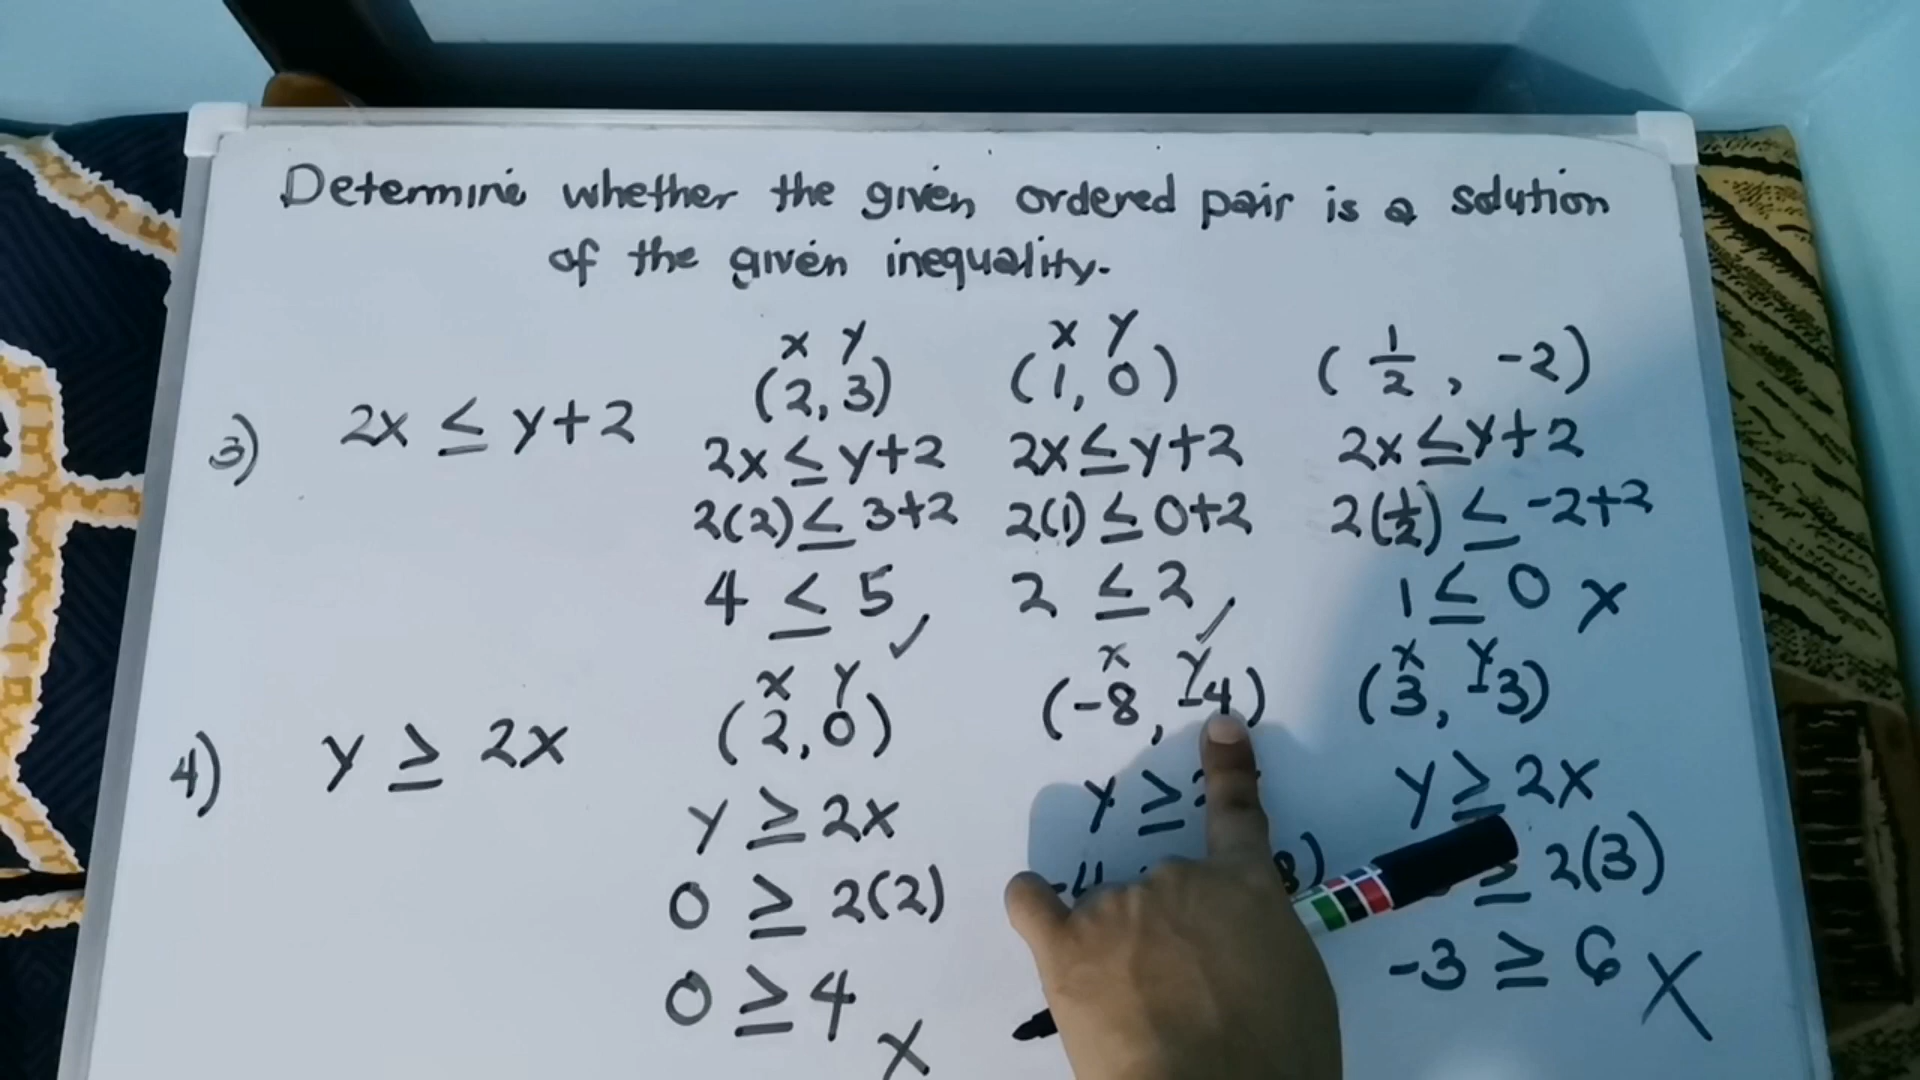 Determine whether the given ordered pair is a solution
of the given inequality.
x y x y
(2, 3) (1, 0) (1/2, -2)
3) 2x ≤ y+2
2x ≤ y+2 2x ≤ y+2 2x ≤ y+2
2(2) ≤ 3+2 2(1) ≤ 0+2 2(1/2) ≤ -2+2
4 ≤ 5 ✓ 2 ≤ 2 ✓ 1 ≤ 0 X
x y x y x y
(2, 0) (-8, -4) (3, -3)
4) y ≥ 2x
y ≥ 2x y ≥ y ≥ 2x
0 ≥ 2(2) -4 8) ≥ 2(3)
0 ≥ 4 X -3 ≥ 6 X